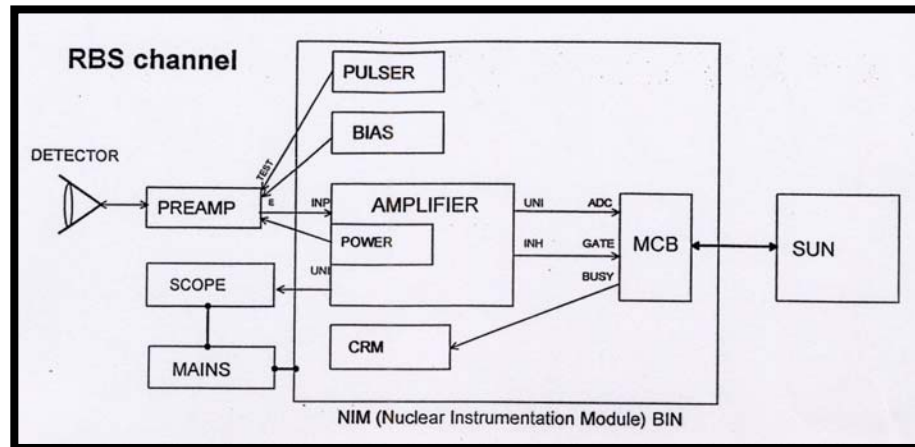 RBS channel
PULSER
BIAS
DETECTOR
TEST
PREAMP
E
INP
AMPLIFIER
UNI
ADC
POWER
INH
GATE
MCB
SUN
UNI
BUSY
SCOPE
CRM
MAINS
NIM (Nuclear Instrumentation Module) BIN